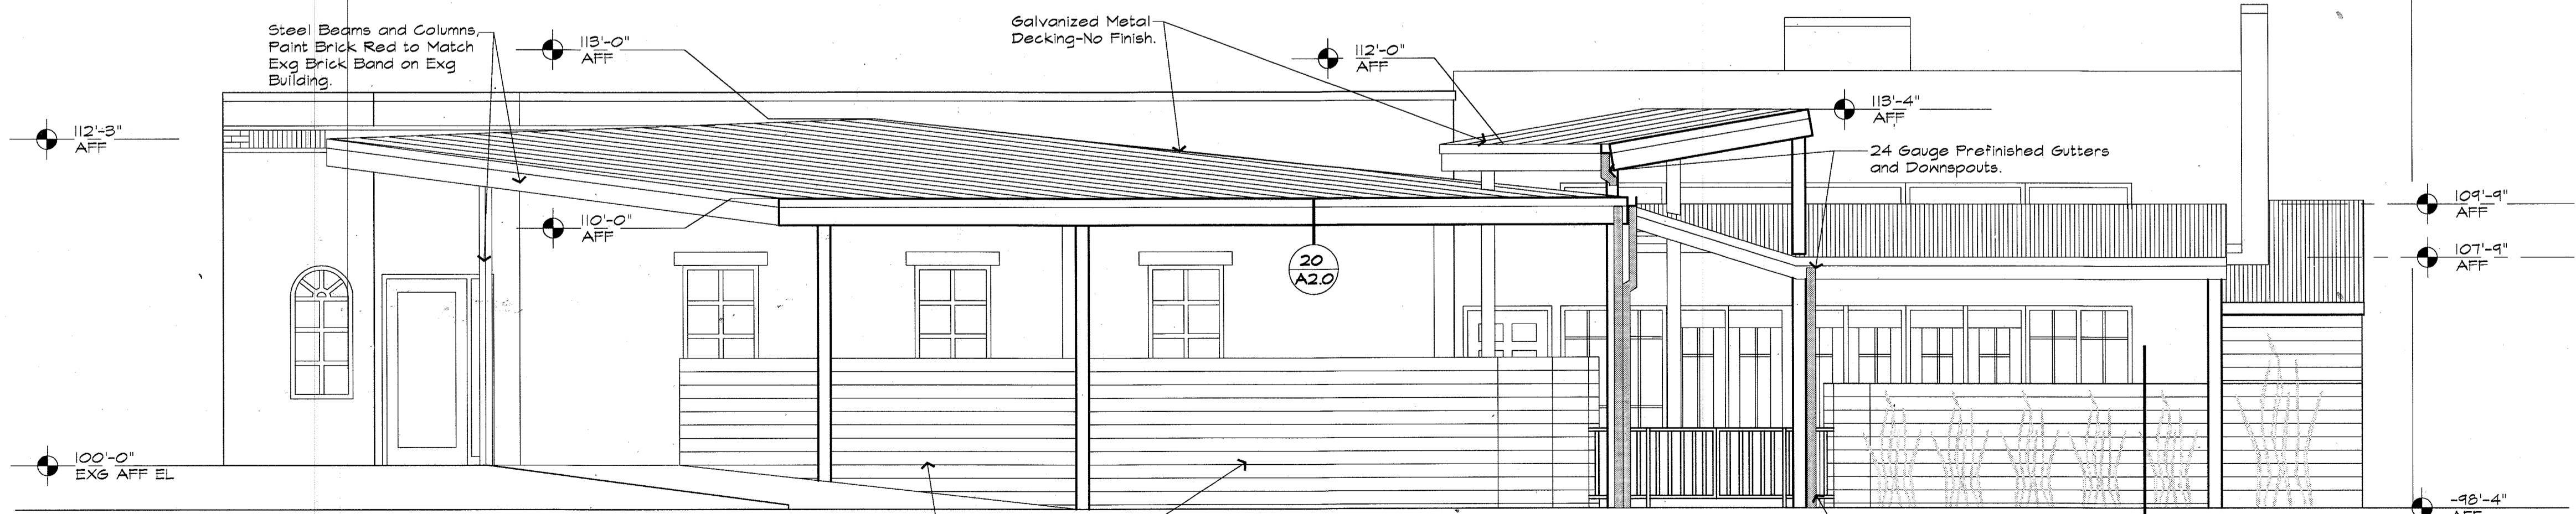 Steel Beams and Columns,
Paint Brick Red to Match
Exg Brick Band on Exg
Building.
113'-0"
AFF
Galvanized Metal
Decking-No Finish.
112'-0"
AFF
113'-4"
AFF
112'-3"
AFF
24 Gauge Prefinished Gutters
and Downspouts.
109'-9"
AFF
110'-0"
AFF
107'-9"
AFF
20
A2.0
100'-0"
EXG AFF EL
-98'-4"
AFF